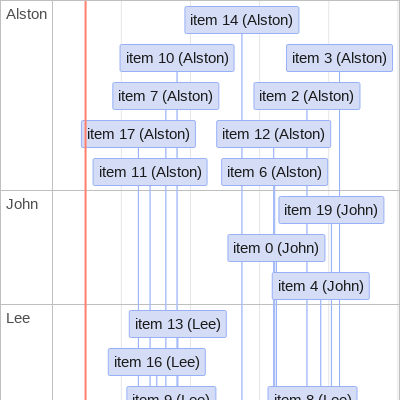 Alston
item 14 (Alston)
item 10 (Alston)
item 3 (Alston)
item 7 (Alston)
item 2 (Alston)
item 17 (Alston)
item 12 (Alston)
item 11 (Alston)
item 6 (Alston)
John
item 19 (John)
item 0 (John)
item 4 (John)
Lee
item 13 (Lee)
item 16 (Lee)
item 9 (Lee)
item 8 (Lee)